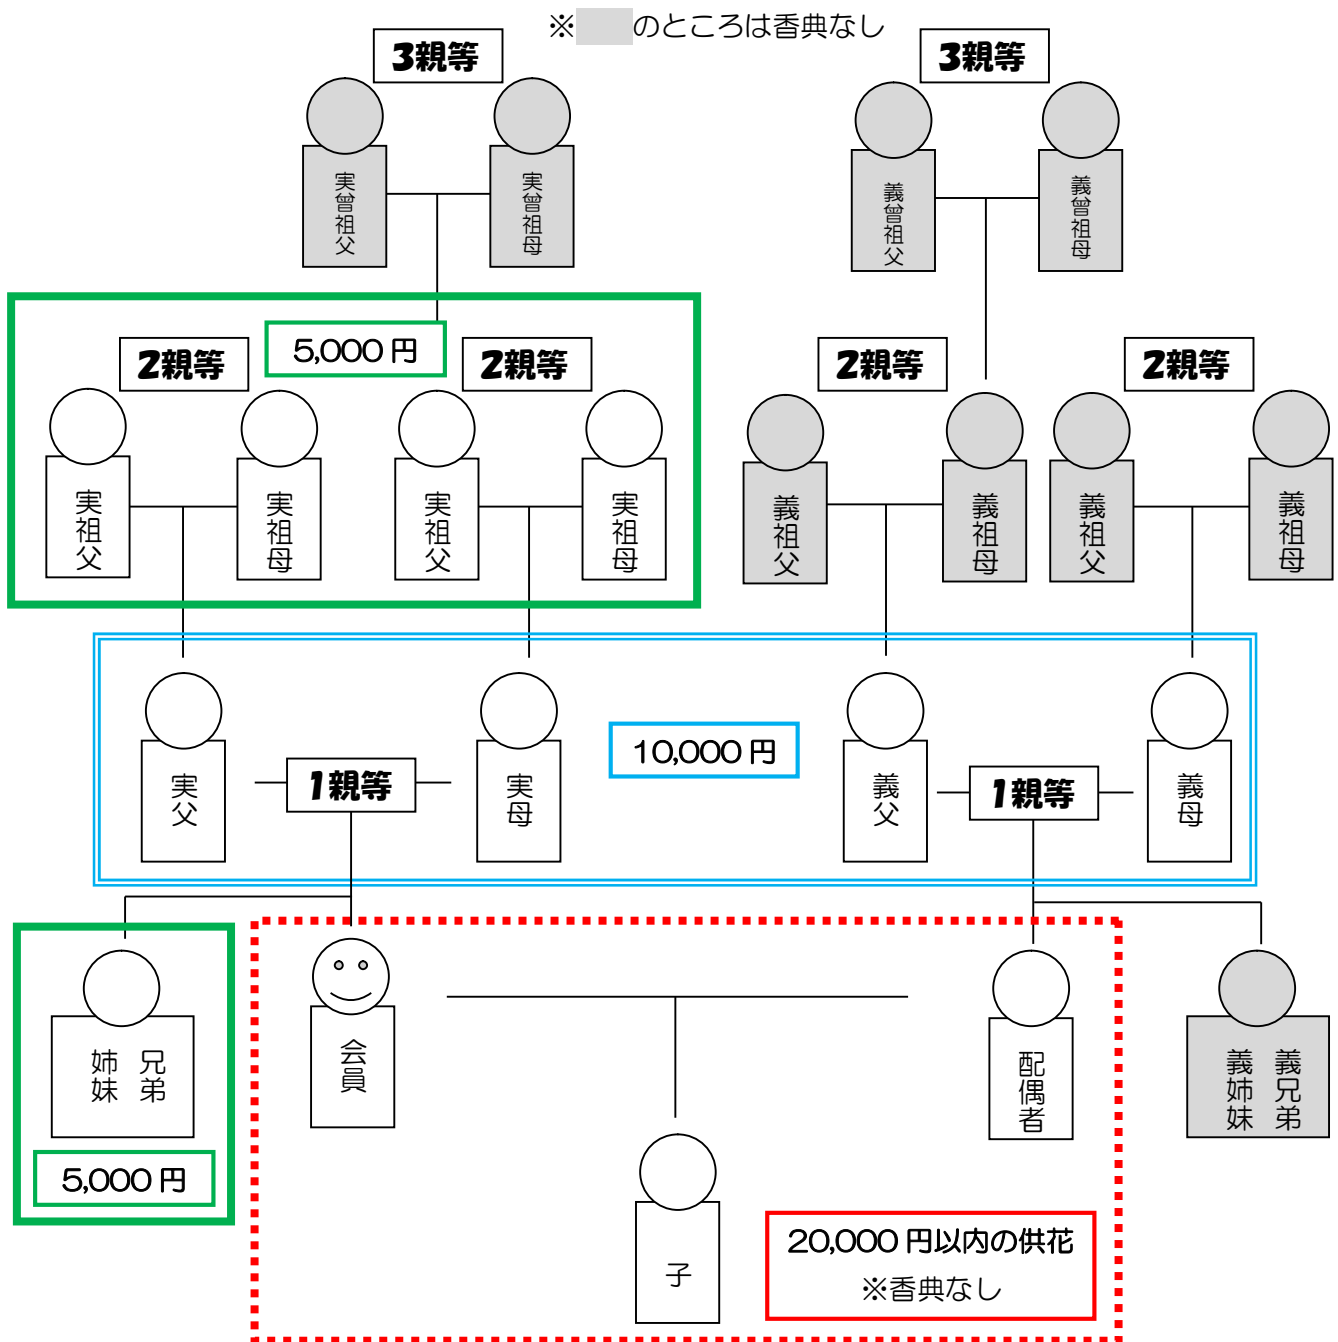 ※　のところは香典なし
3親等
3親等
実曾祖父
実曾祖母
義曾祖父
義曾祖母
5,000円
2親等
2親等
2親等
2親等
実祖父
実祖母
実祖父
実祖母
義祖父
義祖母
義祖父
義祖母
10,000円
実父
1親等
実母
義父
1親等
義母
兄弟
姉妹
会員
配偶者
義兄弟
義姉妹
5,000円
子
20,000円以内の供花
※香典なし